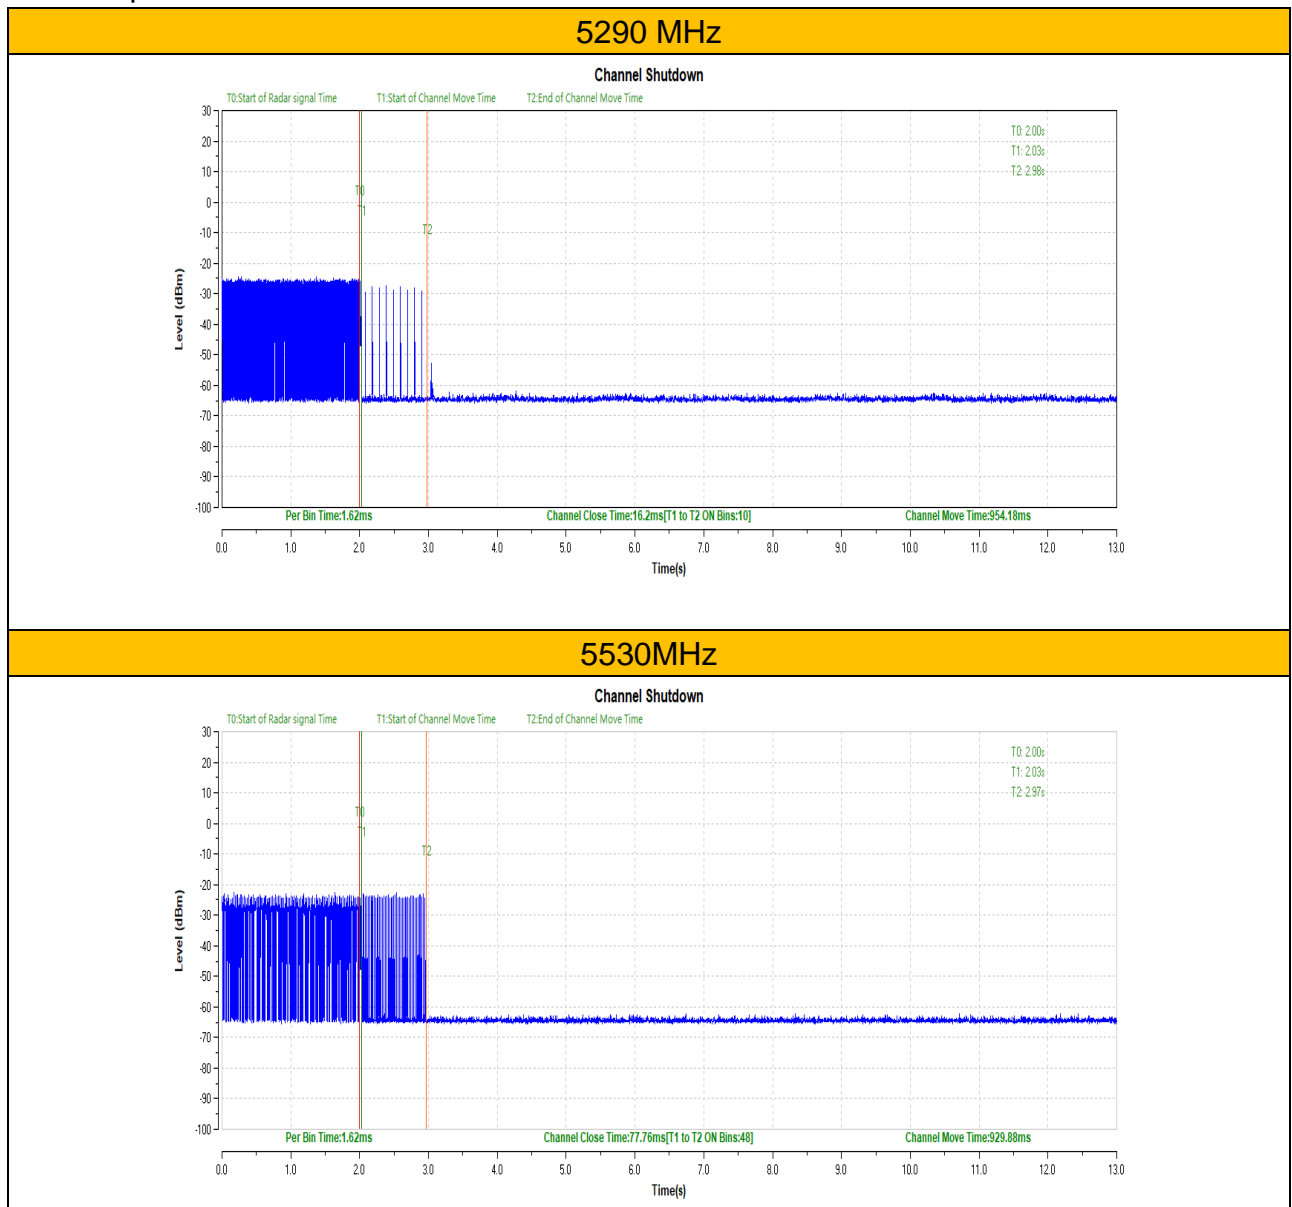 5290 MHz
Channel Shutdown
T0:Start of Radar signal Time T1:Start of Channel Move Time T2:End of Channel Move Time
T0: 2.00s
T1: 2.03s
T2: 2.98s
30
20
10
0
-10
-20
-30
-40
-50
-60
-70
-80
-90
-100
Level (dBm)
T0
T1
T2
Per Bin Time:1.62ms Channel Close Time:16.2ms[T1 to T2 ON Bins:10] Channel Move Time:954.18ms
0.0 1.0 2.0 3.0 4.0 5.0 6.0 7.0 8.0 9.0 10.0 11.0 12.0 13.0
Time(s)
5530MHz
Channel Shutdown
T0:Start of Radar signal Time T1:Start of Channel Move Time T2:End of Channel Move Time
T0: 2.00s
T1: 2.03s
T2: 2.97s
30
20
10
0
-10
-20
-30
-40
-50
-60
-70
-80
-90
-100
Level (dBm)
T0
T1
T2
Per Bin Time:1.62ms Channel Close Time:77.76ms[T1 to T2 ON Bins:48] Channel Move Time:929.88ms
0.0 1.0 2.0 3.0 4.0 5.0 6.0 7.0 8.0 9.0 10.0 11.0 12.0 13.0
Time(s)